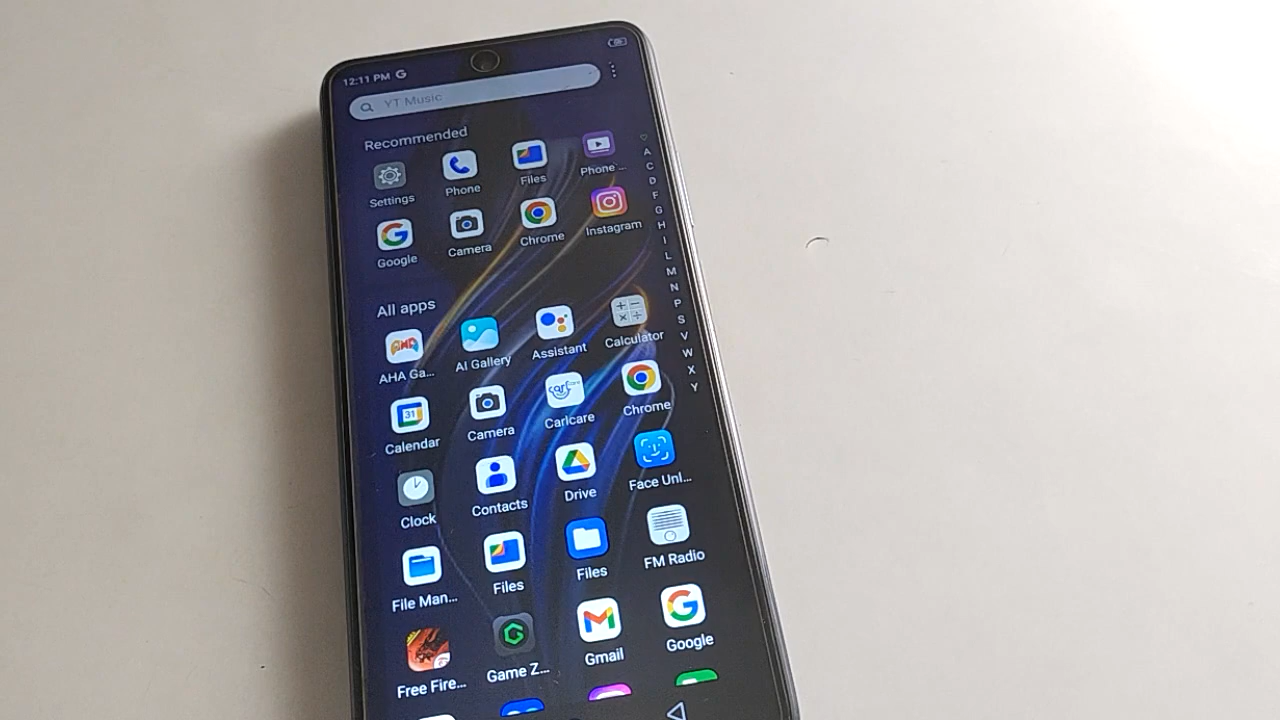 12:11 PM G
YT Music
Recommended
Settings Phone Files Phone ...
Google Camera Chrome Instagram
All apps
AHA Ga... AI Gallery Assistant Calculator
31
Calendar Camera Carlcare Chrome
Clock Contacts Drive Face Unl...
File Man... Files Files FM Radio
Free Fire... Game Z... Gmail Google
A
C
D
F
G
H
I
L
M
N
P
S
V
W
X
Y